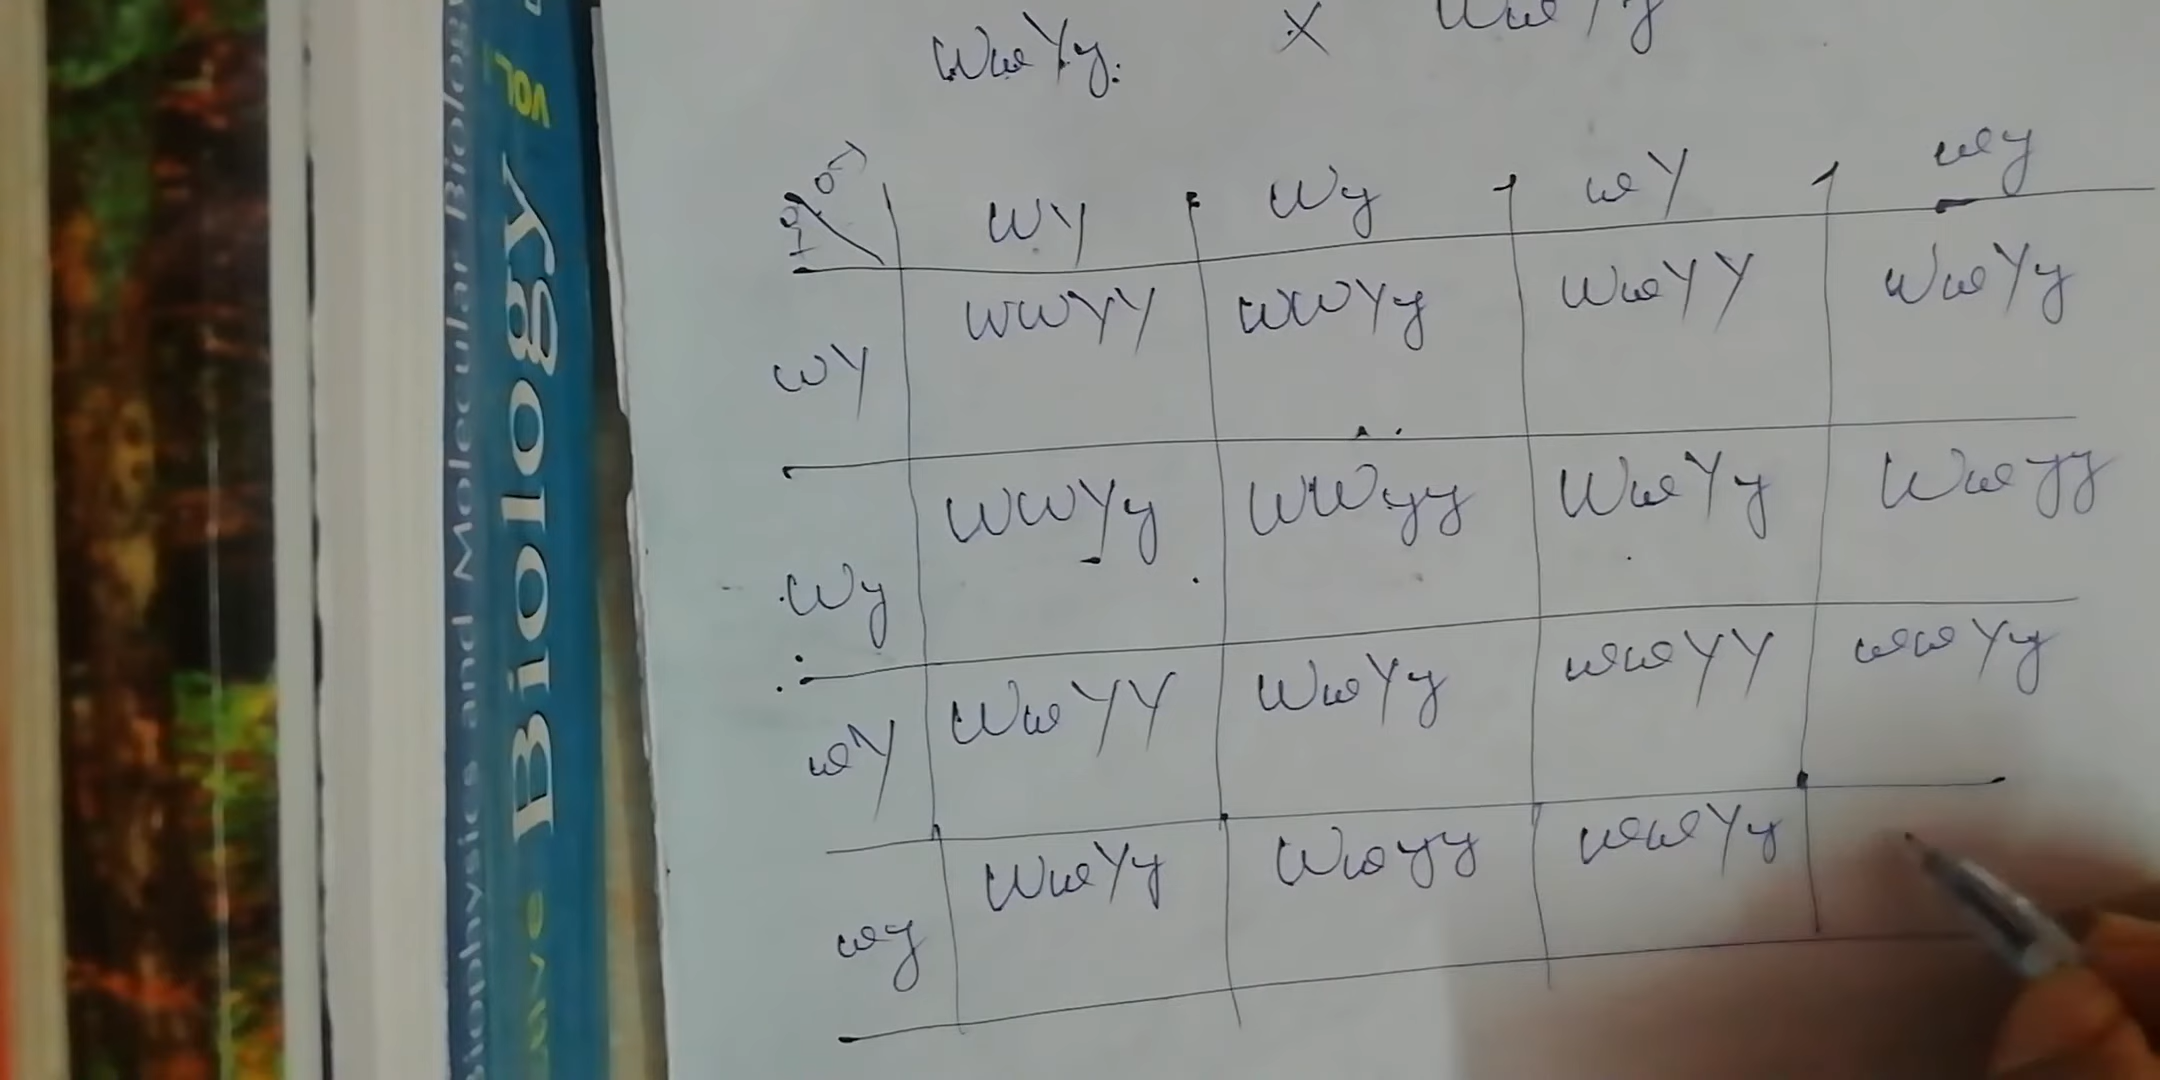 WwYy. × WwYy
♀ ♂ WY Wy wY wy
WY WWYY WWYy WwYY WwYy
Wy WWYy WWyy WwYy Wwyy
wY WwYY WwYy wwYY wwYy
wy WwYy Wwyy wwYy
Biophysics and Molecular Biology
Biology
VOL